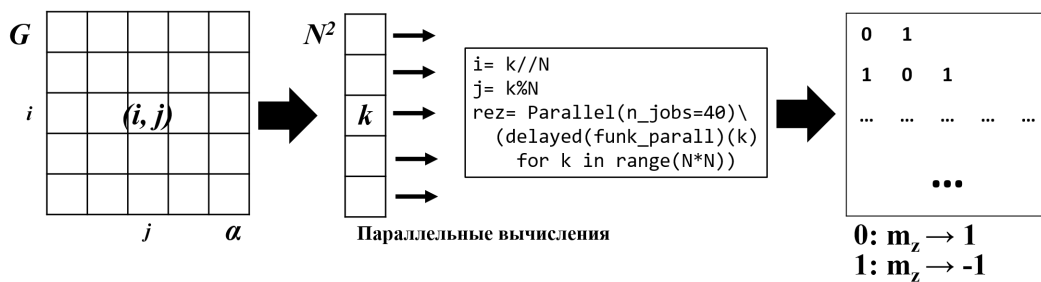 G
i
(i, j)
j
α
N²
k
Параллельные вычисления
i= k//N
j= k%N
rez= Parallel(n_jobs=40)\
(delayed(funk_parall)(k)
for k in range(N*N))
0 1
1 0 1
... ... ... ... ...
...
0: m_z → 1
1: m_z → -1